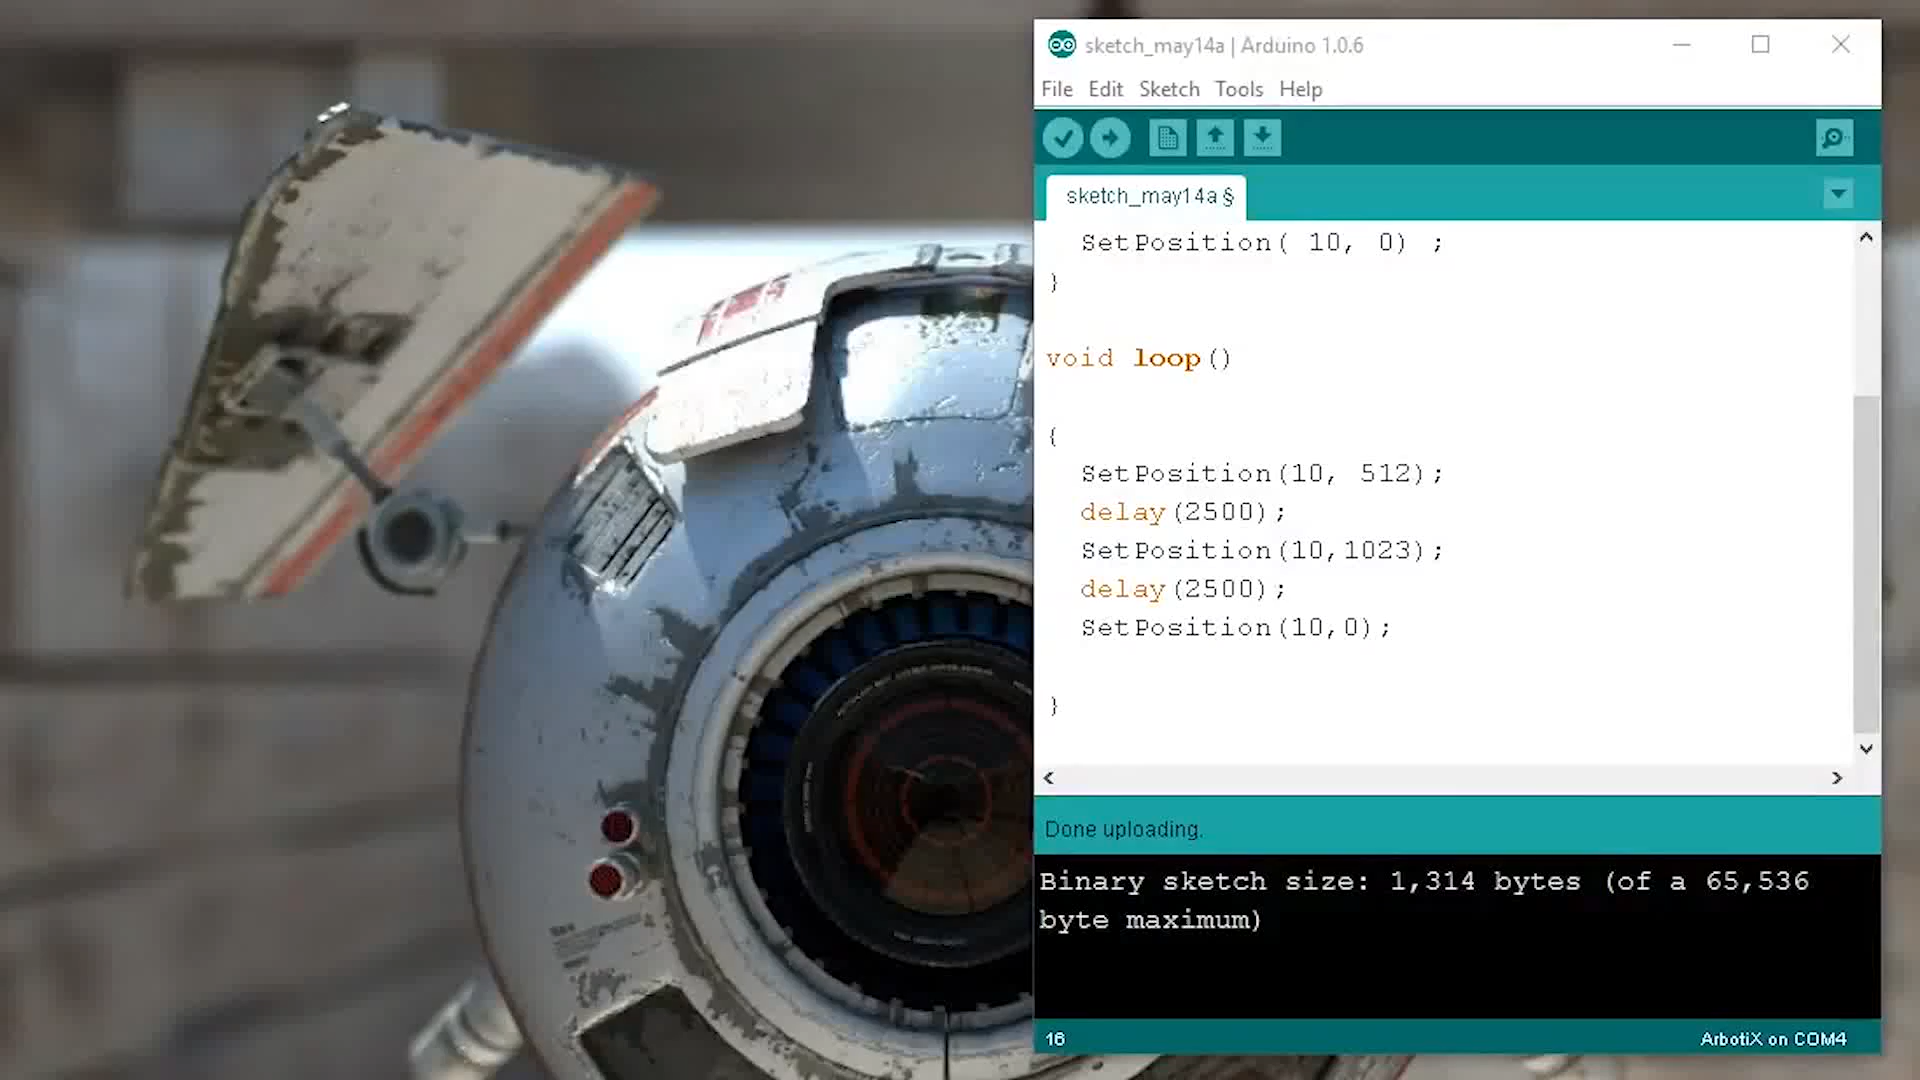 sketch_may14a | Arduino 1.0.6
File Edit Sketch Tools Help
sketch_may14a §
SetPosition( 10, 0) ;
}
void loop()
{
SetPosition(10, 512);
delay(2500);
SetPosition(10,1023);
delay(2500);
SetPosition(10,0);
}
Done uploading.
Binary sketch size: 1,314 bytes (of a 65,536
byte maximum)
16
ArbotiX on COM4